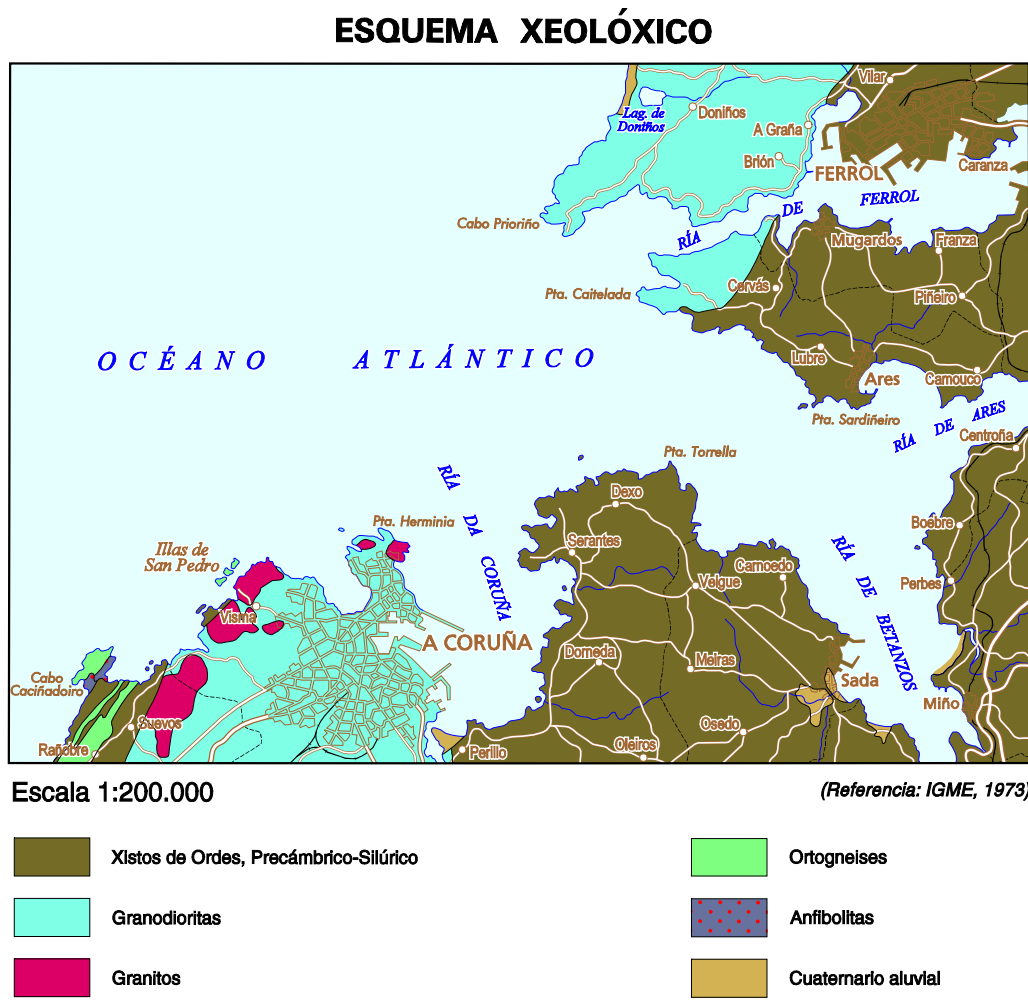 ESQUEMA XEOLÓXICO
Vilar
Lag. de
Doniños
Doniños
A Graña
Brión
FERROL
Caranza
Cabo Prioriño
RÍA DE FERROL
Mugardos
Franza
Pta. Caitelada
Cervás
Piñeiro
OCÉANO ATLÁNTICO
Lubre
Ares
Camouco
Pta. Sardiñeiro
RÍA DE ARES
Centroña
Pta. Torrella
RÍA DA CORUÑA
Dexo
Pta. Herminia
Boebre
Illas de
San Pedro
Serantes
RÍA DE BETANZOS
Carnoedo
Veigue
Perbes
Visma
A CORUÑA
Dorneda
Meiras
Sada
Cabo
Caciñadoiro
Miño
Suevos
Rañobre
Perillo
Oleiros
Osedo
Escala 1:200.000
(Referencia: IGME, 1973)
Xistos de Ordes, Precámbrico-Silúrico
Ortogneises
Granodioritas
Anfibolitas
Granitos
Cuaternario aluvial